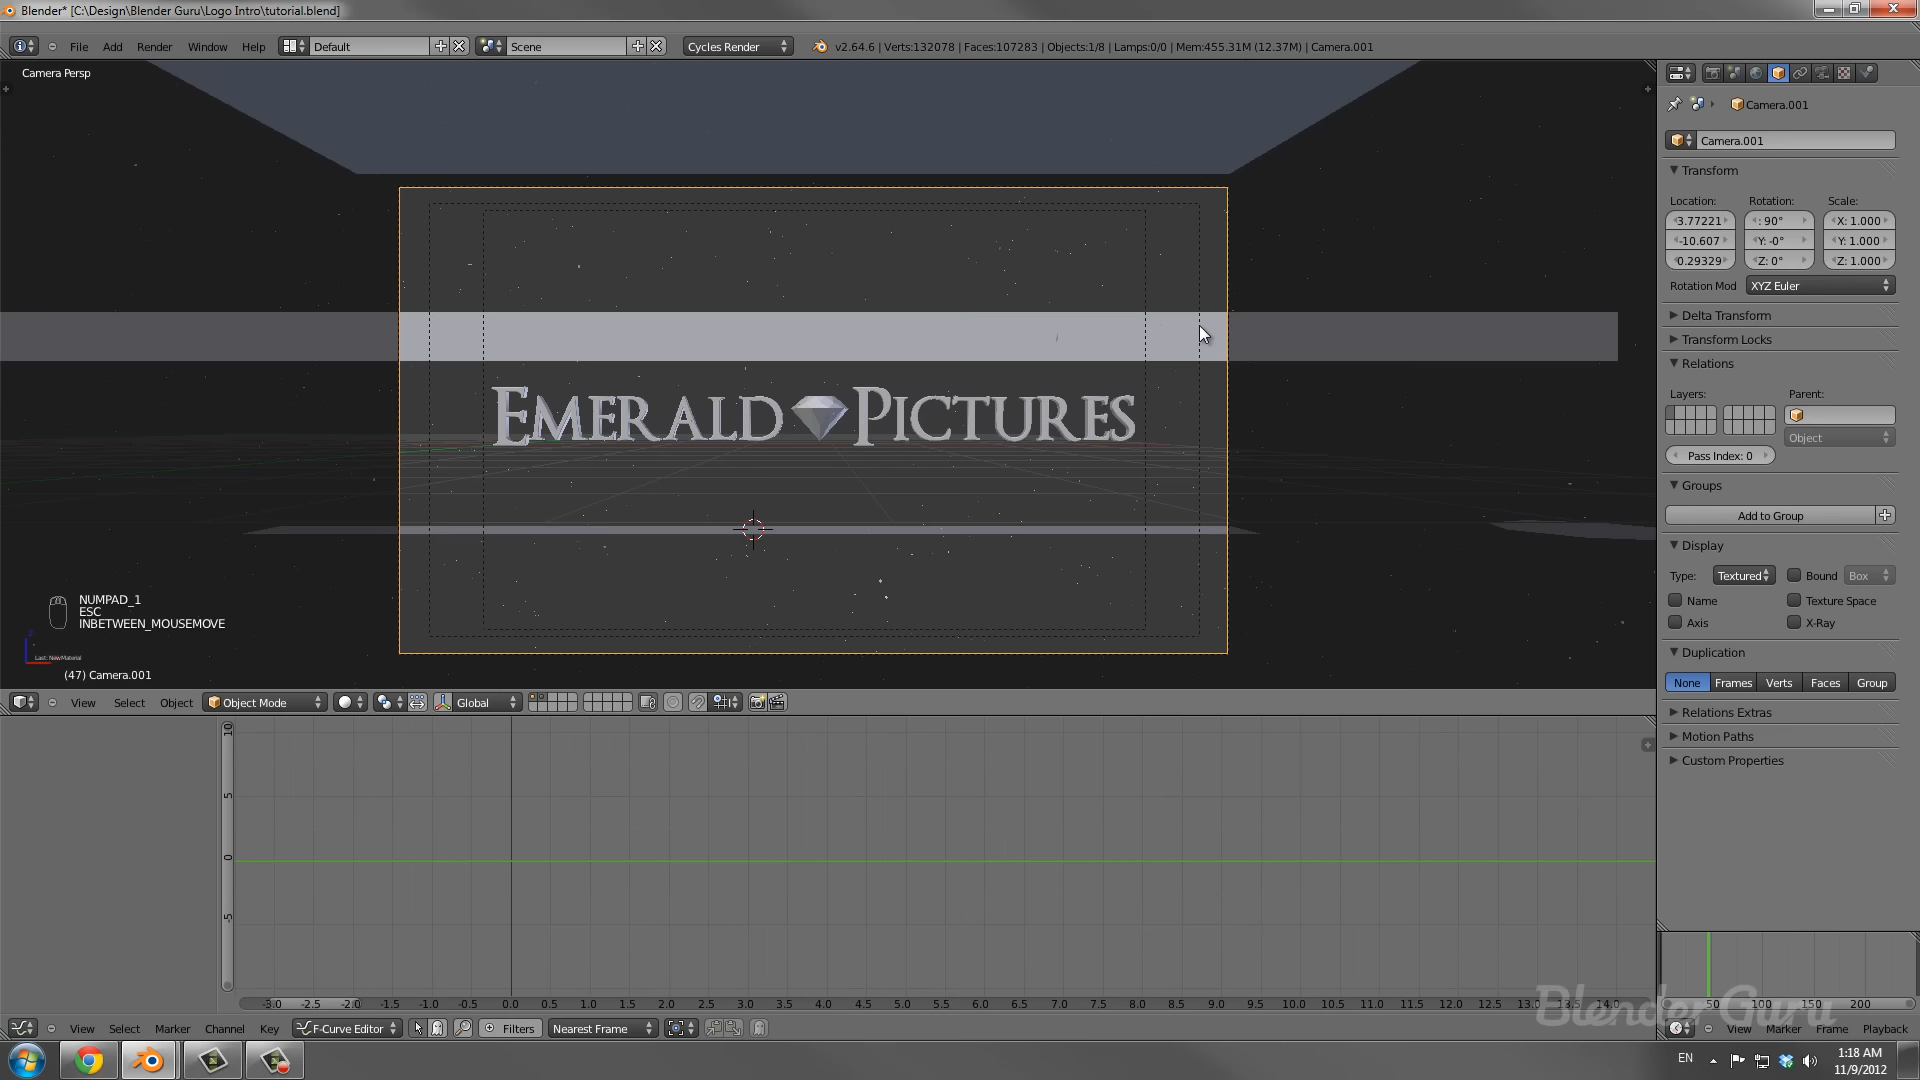 Blender* [C:\Design\Blender Guru\Logo Intro\tutorial.blend]
File Add Render Window Help Default Scene Cycles Render v2.64.6 | Verts:132078 | Faces:107283 | Objects:1/8 | Lamps:0/0 | Mem:455.31M (12.37M) | Camera.001
Camera Persp
EMERALD PICTURES
NUMPAD_1
ESC
INBETWEEN_MOUSEMOVE
Last: New Material
(47) Camera.001
View Select Object Object Mode Global
Camera.001
Camera.001
Transform
Location: Rotation: Scale:
3.77221 : 90° X: 1.000
-10.607 Y: -0° Y: 1.000
0.29329 Z: 0° Z: 1.000
Rotation Mod XYZ Euler
Delta Transform
Transform Locks
Relations
Layers: Parent:
Object
Pass Index: 0
Groups
Add to Group
Display
Type: Textured Bound Box
Name Texture Space
Axis X-Ray
Duplication
None Frames Verts Faces Group
Relations Extras
Motion Paths
Custom Properties
10
5
0
-5
-3.0 -2.5 -2.0 -1.5 -1.0 -0.5 0.0 0.5 1.0 1.5 2.0 2.5 3.0 3.5 4.0 4.5 5.0 5.5 6.0 6.5 7.0 7.5 8.0 8.5 9.0 9.5 10.0 10.5 11.0 11.5 12.0 12.5 13.0 13.5 14.0
50 100 150 200
BlenderGuru
View Select Marker Channel Key F-Curve Editor Filters Nearest Frame
View Marker Frame Playback
EN
1:18 AM
11/9/2012